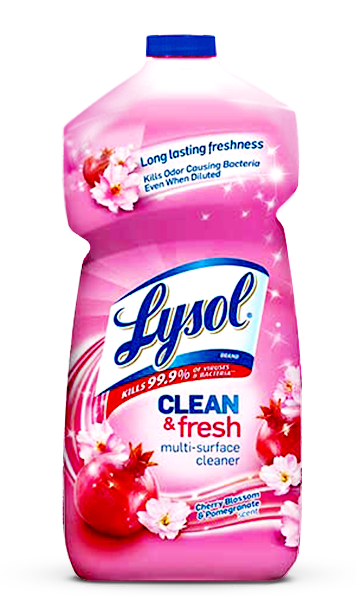 Long lasting freshness
Kills Odor Causing Bacteria
Even When Diluted
Lysol®
BRAND
KILLS 99.9% OF VIRUSES
& BACTERIA
CLEAN
& fresh
multi-surface
cleaner
Cherry Blossom
& Pomegranate
scent